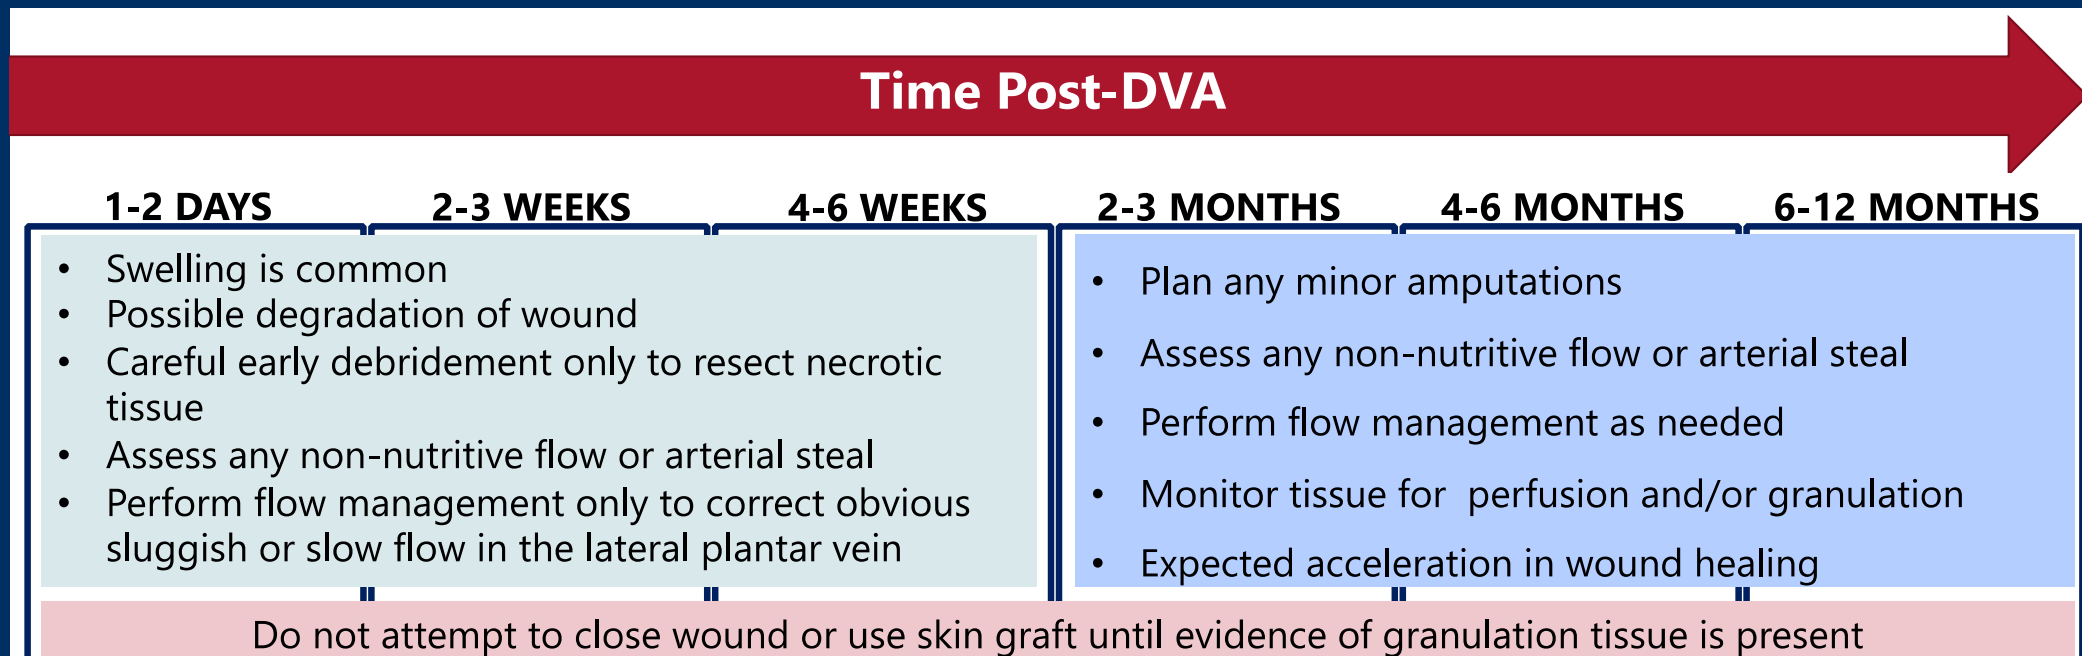 Time Post-DVA
1-2 DAYS 2-3 WEEKS 4-6 WEEKS 2-3 MONTHS 4-6 MONTHS 6-12 MONTHS
• Swelling is common
• Possible degradation of wound
• Careful early debridement only to resect necrotic
tissue
• Assess any non-nutritive flow or arterial steal
• Perform flow management only to correct obvious
sluggish or slow flow in the lateral plantar vein
• Plan any minor amputations
• Assess any non-nutritive flow or arterial steal
• Perform flow management as needed
• Monitor tissue for perfusion and/or granulation
• Expected acceleration in wound healing
Do not attempt to close wound or use skin graft until evidence of granulation tissue is present